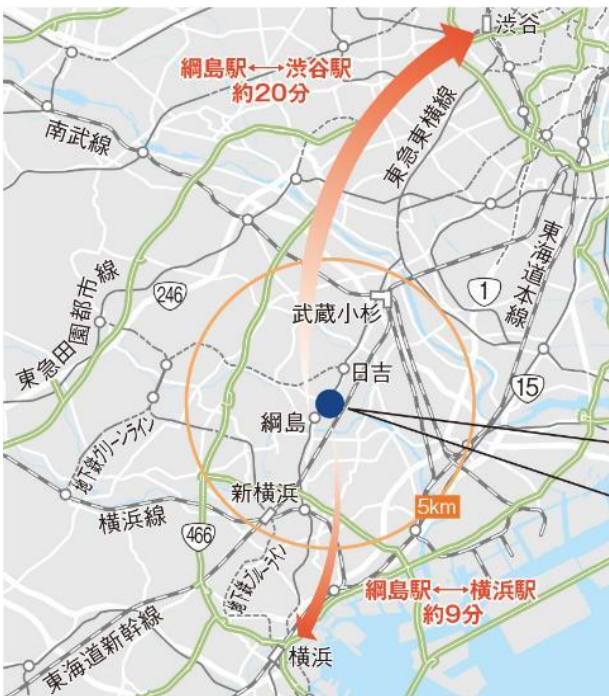 渋谷
綱島駅←→渋谷駅
約20分
南武線
東急東横線
東海道本線
1
246
武蔵小杉
東急田園都市線
日吉
15
綱島
地下鉄グリーンライン
新横浜
5km
横浜線
466
地下鉄ブルーライン
綱島駅←→横浜駅
約9分
横浜
東海道新幹線